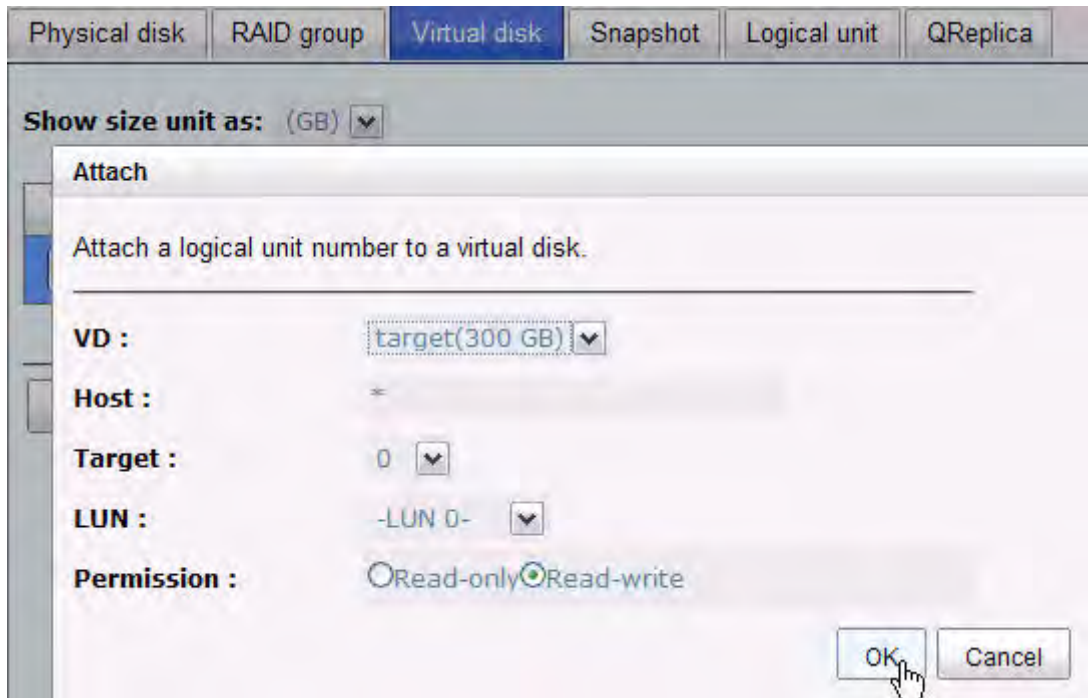 Physical disk RAID group Virtual disk Snapshot Logical unit QReplica
Show size unit as: (GB)
Attach
Attach a logical unit number to a virtual disk.
VD : target(300 GB)
Host : *
Target : 0
LUN : -LUN 0-
Permission : Read-only Read-write
OK Cancel